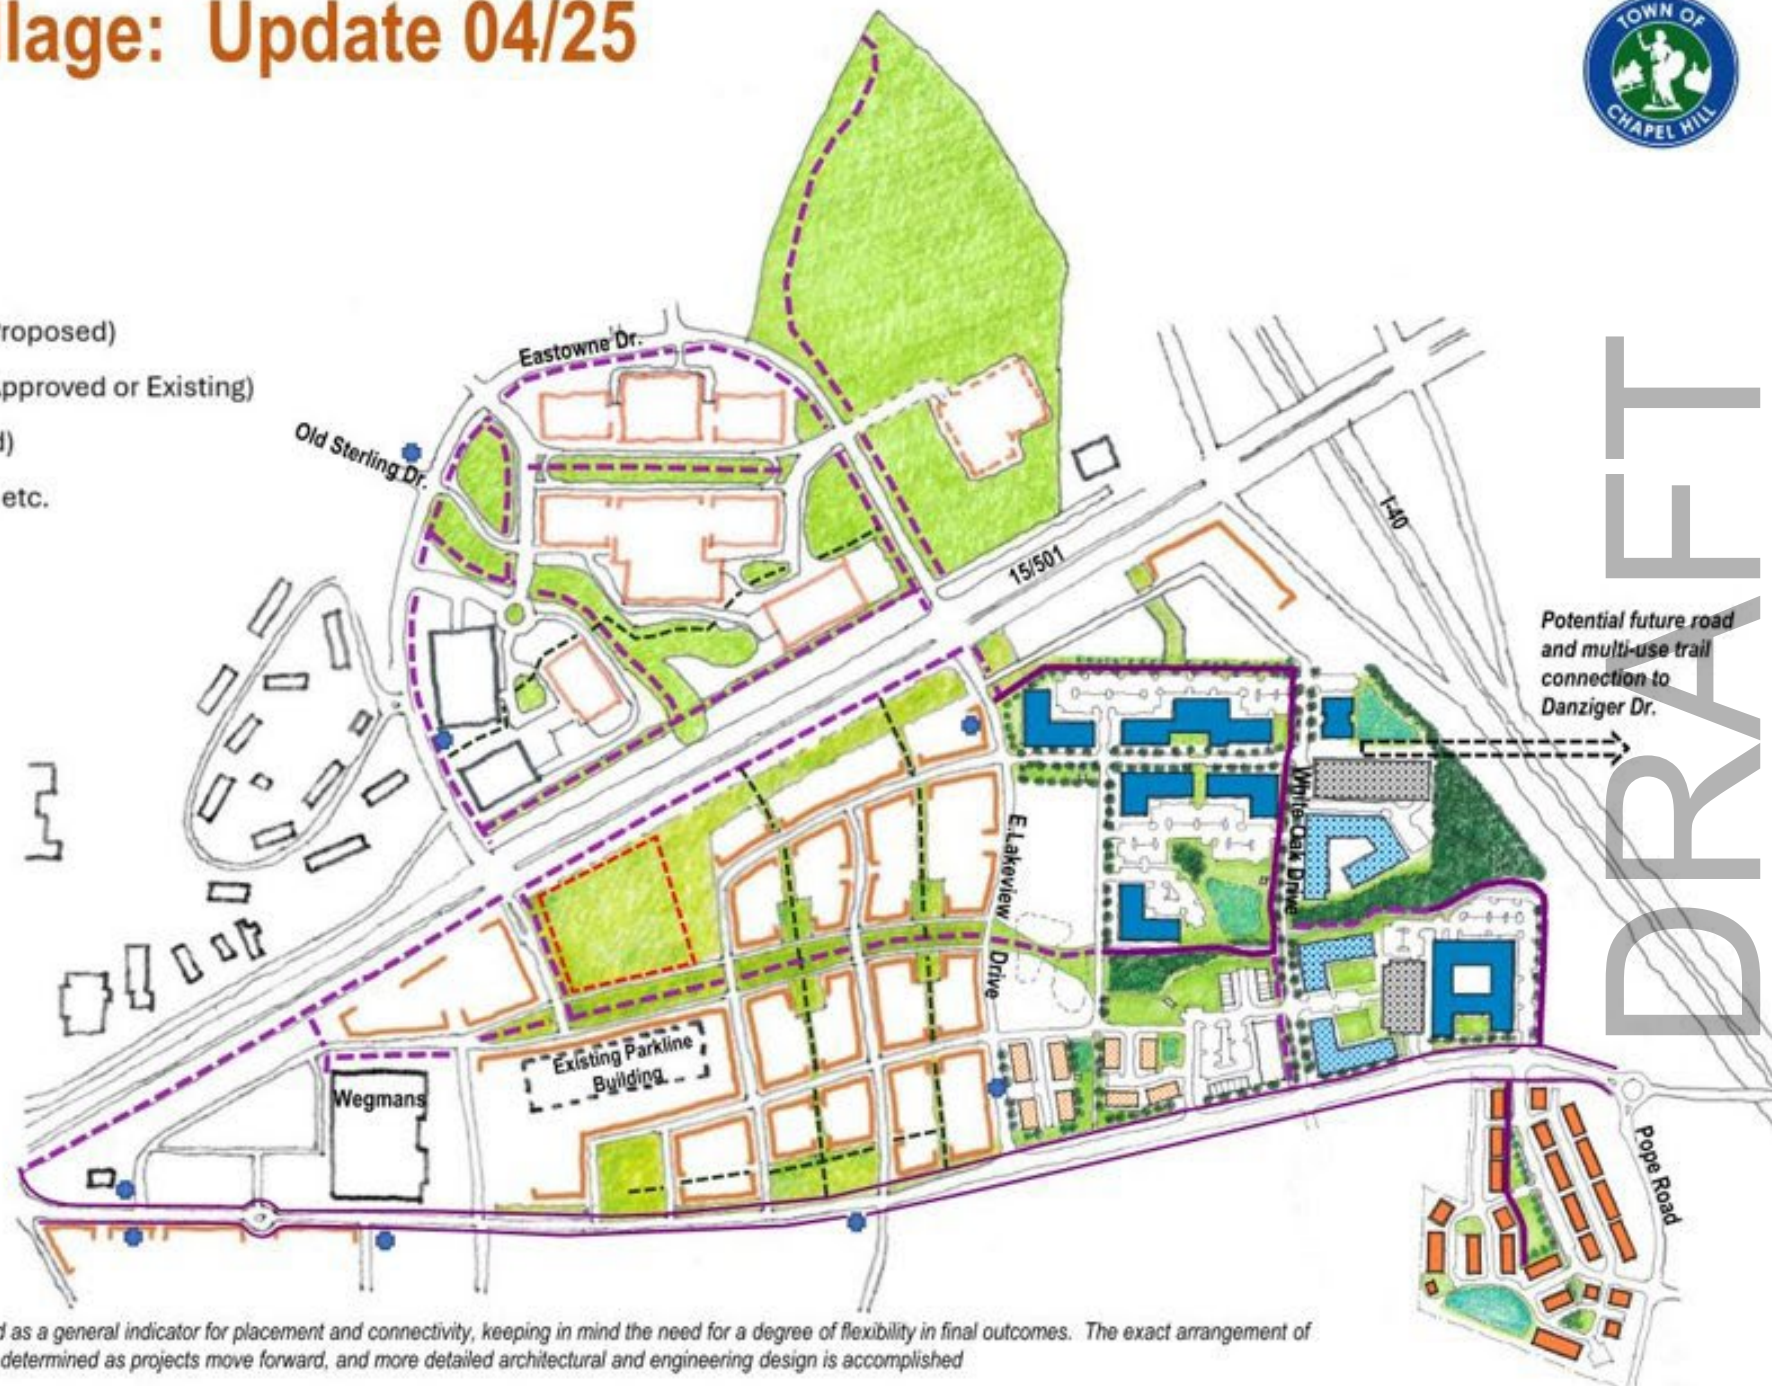 lage: Update 04/25
TOWN OF
CHAPEL HILL
roposed)
Approved or Existing)
d)
etc.
Eastowne Dr.
Old Sterling Dr.
15/501
I-40
Potential future road
and multi-use trail
connection to
Danziger Dr.
DRAFT
White Oak Drive
E.Lakeview
Drive
Existing Parkline
Building
Wegmans
Pope Road
d as a general indicator for placement and connectivity, keeping in mind the need for a degree of flexibility in final outcomes. The exact arrangement of
determined as projects move forward, and more detailed architectural and engineering design is accomplished